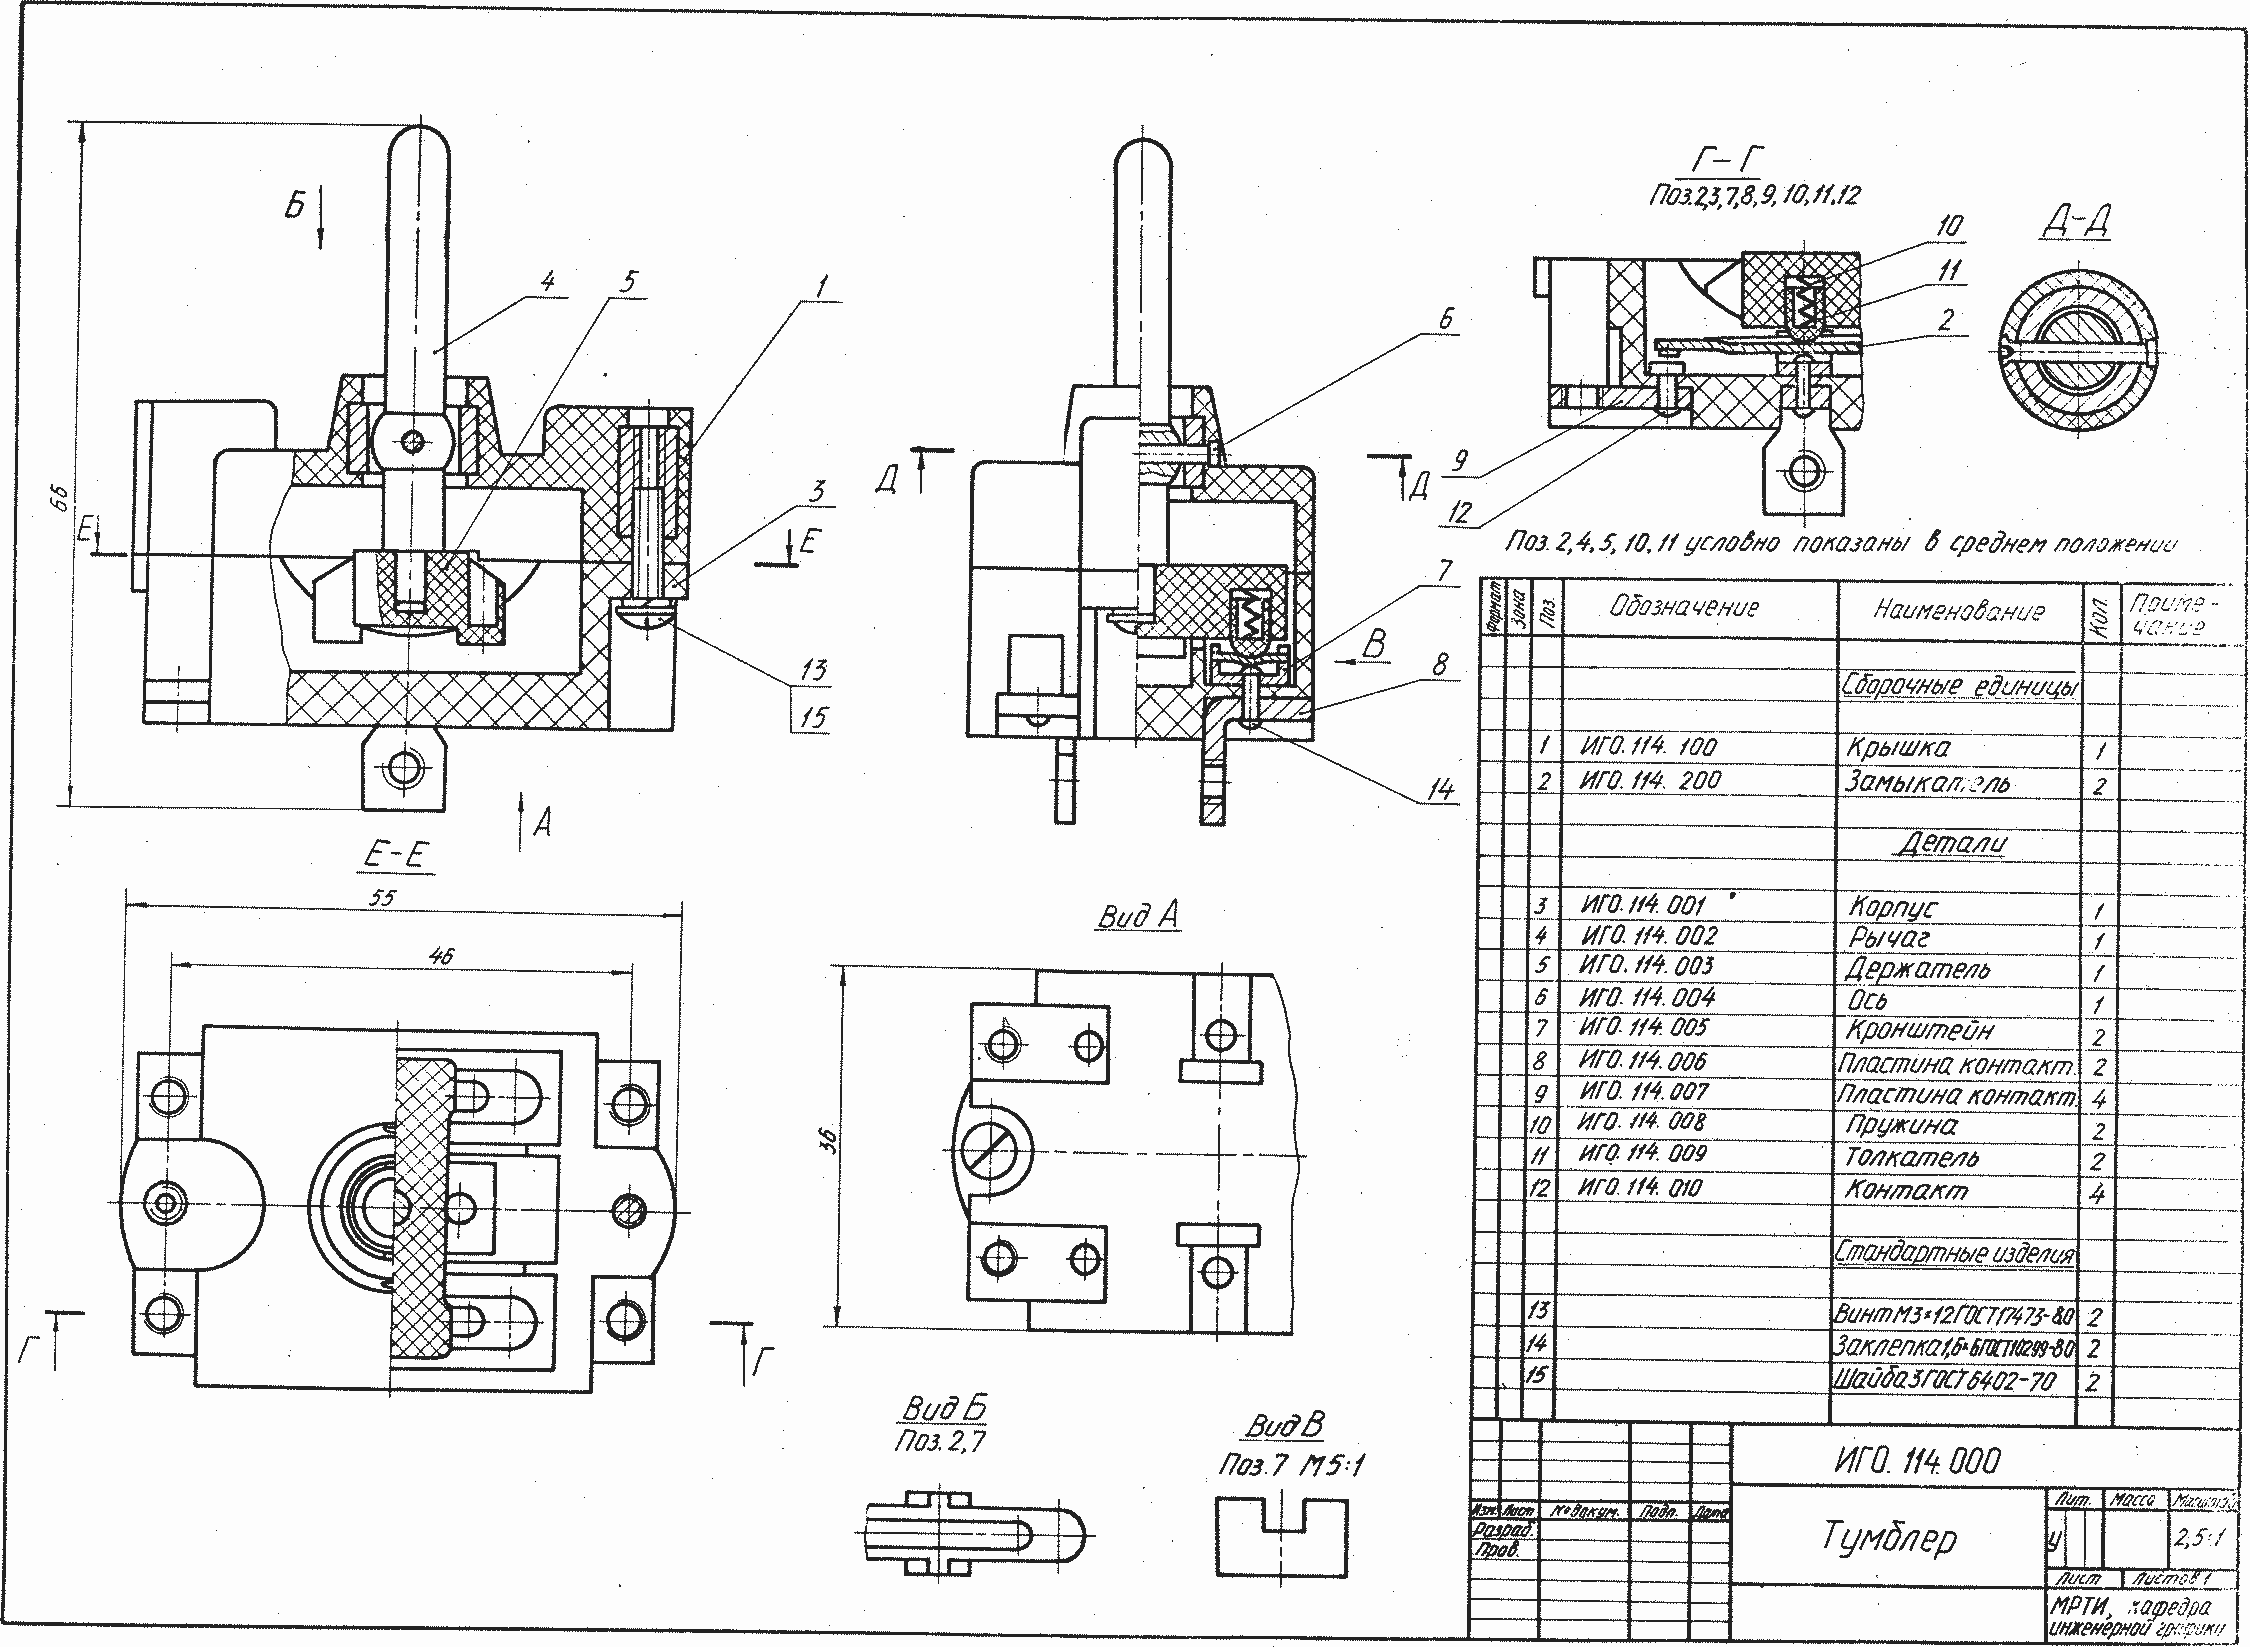 Г-Г
Поз.2,3,7,8,9,10,11,12
Д-Д
10
11
2
9
12
Поз. 2,4,5,10,11 условно показаны в среднем положении
Б
4
5
1
3
13
15
Е
Е
66
А
6
Д
Д
7
В
8
14
Е-Е
55
46
Г
Г
Вид А
36
Вид Б
Поз. 2,7
Вид В
Поз.7 М5:1
Формат Зона Поз. Обозначение Наименование Кол. Приме-
чание
Сборочные единицы
1 ИГО.114.100 Крышка 1
2 ИГО.114.200 Замыкатель 2
Детали
3 ИГО.114.001 Корпус 1
4 ИГО.114.002 Рычаг 1
5 ИГО.114.003 Держатель 1
6 ИГО.114.004 Ось 1
7 ИГО.114.005 Кронштейн 2
8 ИГО.114.006 Пластина контакт. 2
9 ИГО.114.007 Пластина контакт. 4
10 ИГО.114.008 Пружина 2
11 ИГО.114.009 Толкатель 2
12 ИГО.114.010 Контакт 4
Стандартные изделия
13 Винт М3×12 ГОСТ17473-80 2
14 Заклепка 1,6×6 ГОСТ10299-80 2
15 Шайба 3 ГОСТ 6402-70 2
ИГО.114.000
Изм. Лист № докум. Подп. Дата
Разраб.
Пров.
Тумблер
Лит. Масса Масштаб
У 2,5:1
Лист Листов 1
МРТИ, кафедра
инженерной графики